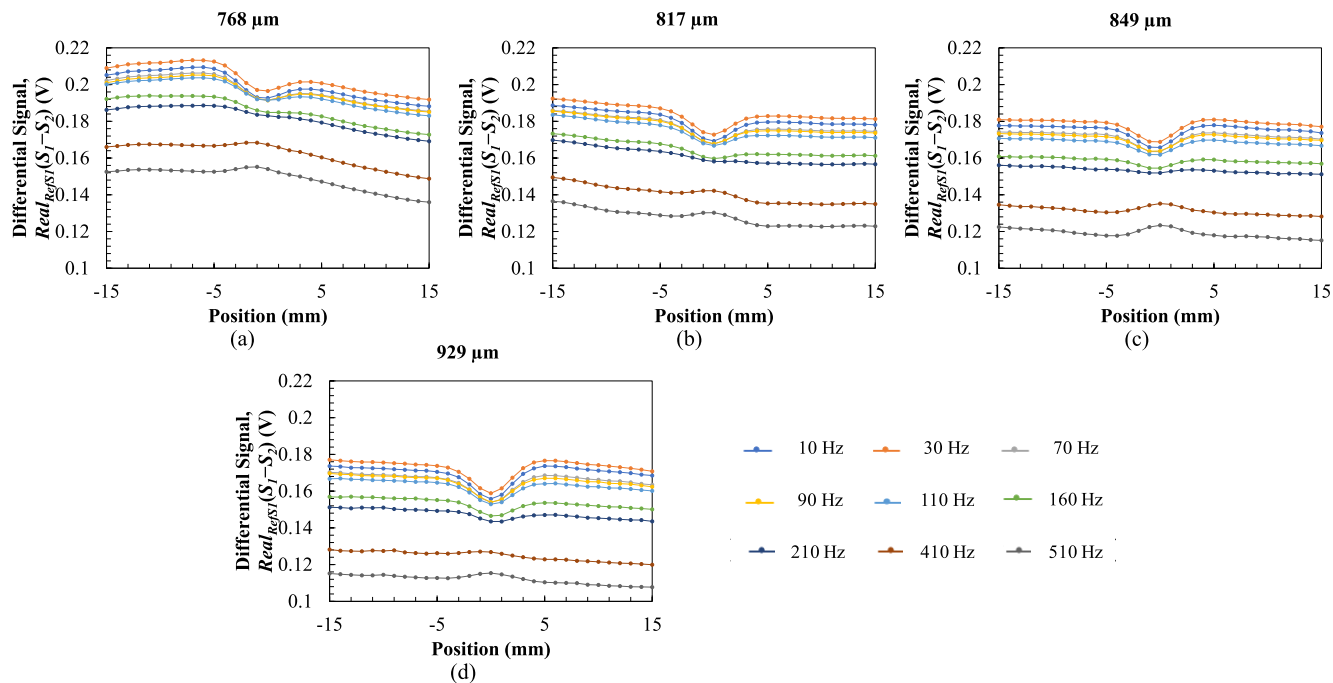 768 µm
Differential Signal,
Real_RefS1(S₁−S₂) (V)
0.22
0.2
0.18
0.16
0.14
0.12
0.1
-15
-5
5
15
Position (mm)
(a)
817 µm
Differential Signal,
Real_RefS1(S₁−S₂) (V)
0.22
0.2
0.18
0.16
0.14
0.12
0.1
-15
-5
5
15
Position (mm)
(b)
849 µm
Differential Signal,
Real_RefS1(S₁−S₂) (V)
0.22
0.2
0.18
0.16
0.14
0.12
0.1
-15
-5
5
15
Position (mm)
(c)
929 µm
Differential Signal,
Real_RefS1(S₁−S₂) (V)
0.22
0.2
0.18
0.16
0.14
0.12
0.1
-15
-5
5
15
Position (mm)
(d)
10 Hz
30 Hz
70 Hz
90 Hz
110 Hz
160 Hz
210 Hz
410 Hz
510 Hz